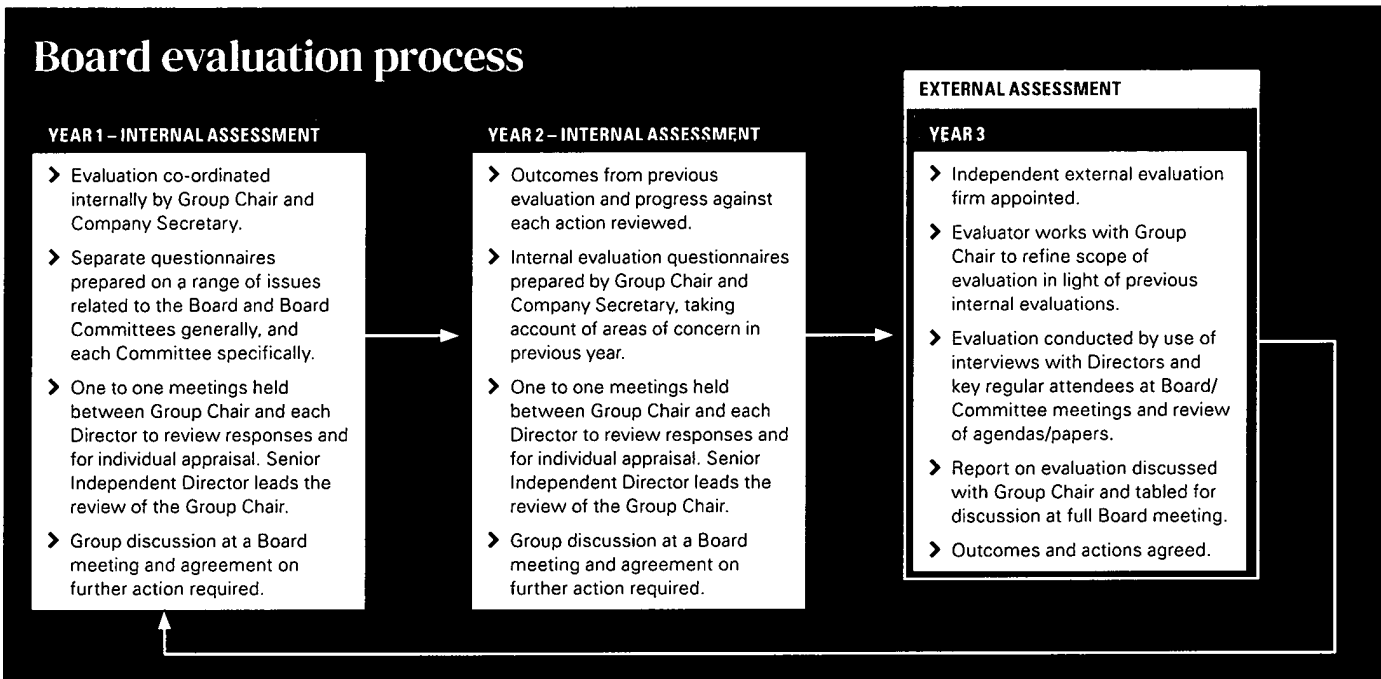 Board evaluation process
YEAR 1 – INTERNAL ASSESSMENT
> Evaluation co-ordinated
internally by Group Chair and
Company Secretary.
> Separate questionnaires
prepared on a range of issues
related to the Board and Board
Committees generally, and
each Committee specifically.
> One to one meetings held
between Group Chair and each
Director to review responses and
for individual appraisal. Senior
Independent Director leads the
review of the Group Chair.
> Group discussion at a Board
meeting and agreement on
further action required.
YEAR 2 – INTERNAL ASSESSMENT
> Outcomes from previous
evaluation and progress against
each action reviewed.
> Internal evaluation questionnaires
prepared by Group Chair and
Company Secretary, taking
account of areas of concern in
previous year.
> One to one meetings held
between Group Chair and each
Director to review responses and
for individual appraisal. Senior
Independent Director leads the
review of the Group Chair.
> Group discussion at a Board
meeting and agreement on
further action required.
EXTERNAL ASSESSMENT
YEAR 3
> Independent external evaluation
firm appointed.
> Evaluator works with Group
Chair to refine scope of
evaluation in light of previous
internal evaluations.
> Evaluation conducted by use of
interviews with Directors and
key regular attendees at Board/
Committee meetings and review
of agendas/papers.
> Report on evaluation discussed
with Group Chair and tabled for
discussion at full Board meeting.
> Outcomes and actions agreed.